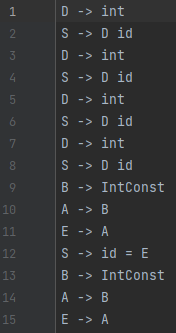 1 D -> int
2 S -> D id
3 D -> int
4 S -> D id
5 D -> int
6 S -> D id
7 D -> int
8 S -> D id
9 B -> IntConst
10 A -> B
11 E -> A
12 S -> id = E
13 B -> IntConst
14 A -> B
15 E -> A